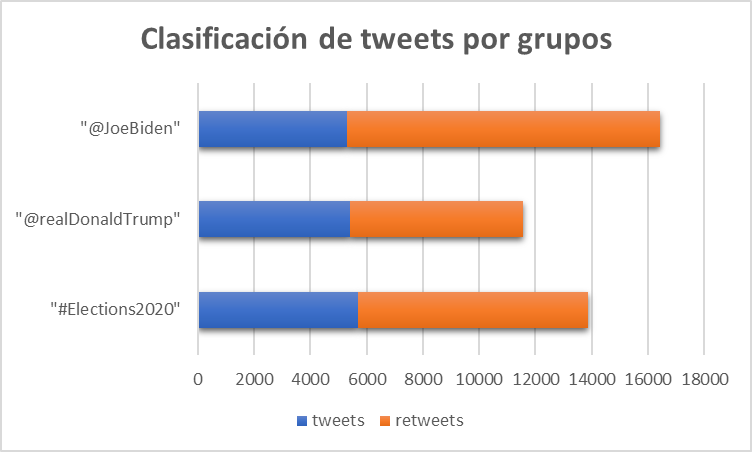 Clasificación de tweets por grupos
"@JoeBiden"
"@realDonaldTrump"
"#Elections2020"
0 2000 4000 6000 8000 10000 12000 14000 16000 18000
tweets retweets